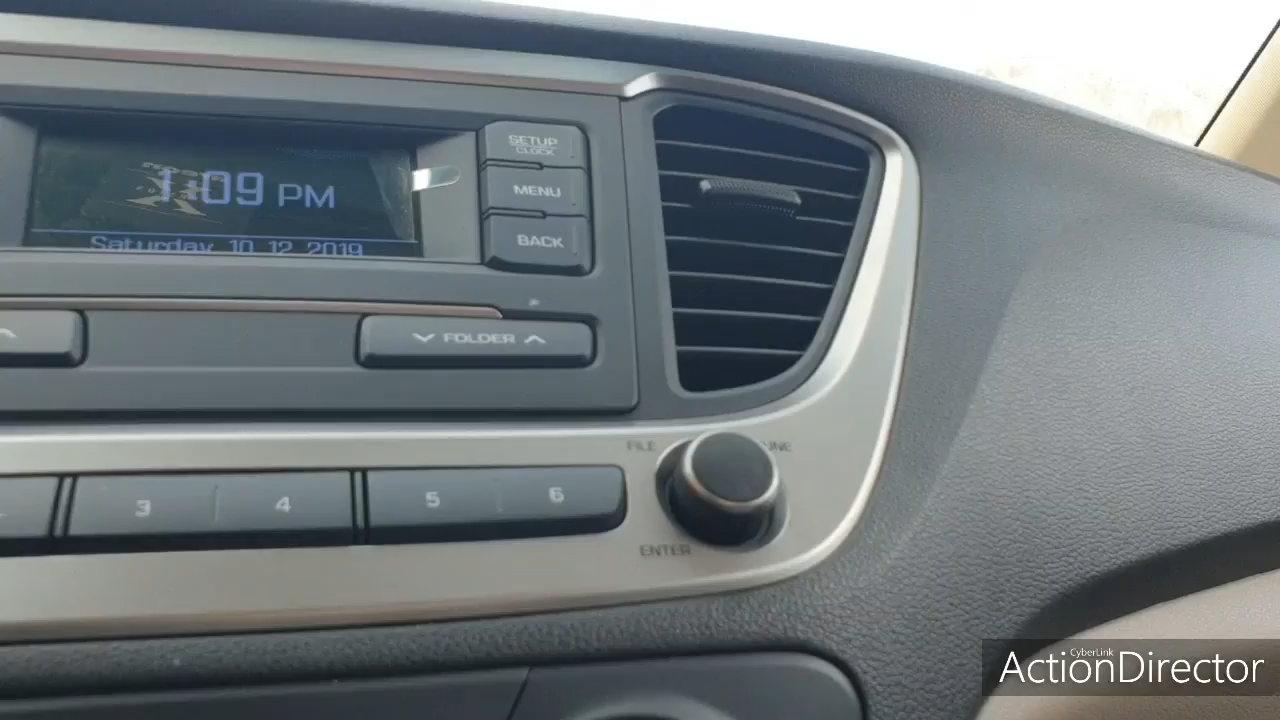 SETUP
CLOCK
1:09 PM
MENU
Saturday 10.12.2019
BACK
FOLDER
FILE
TUNE
3
4
5
6
ENTER
CyberLink
ActionDirector